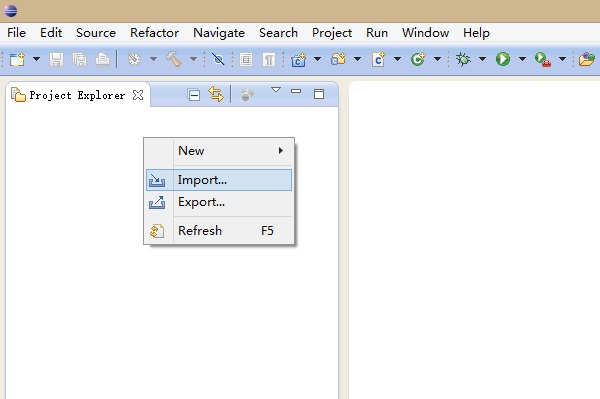 File Edit Source Refactor Navigate Search Project Run Window Help
Project Explorer
New
Import...
Export...
Refresh F5